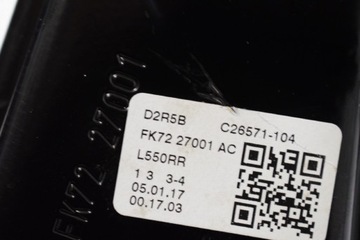 FK72 27001
D2R5B C26571-104
FK72 27001 AC
L550RR
1 3 3-4
05.01.17
00.17.03